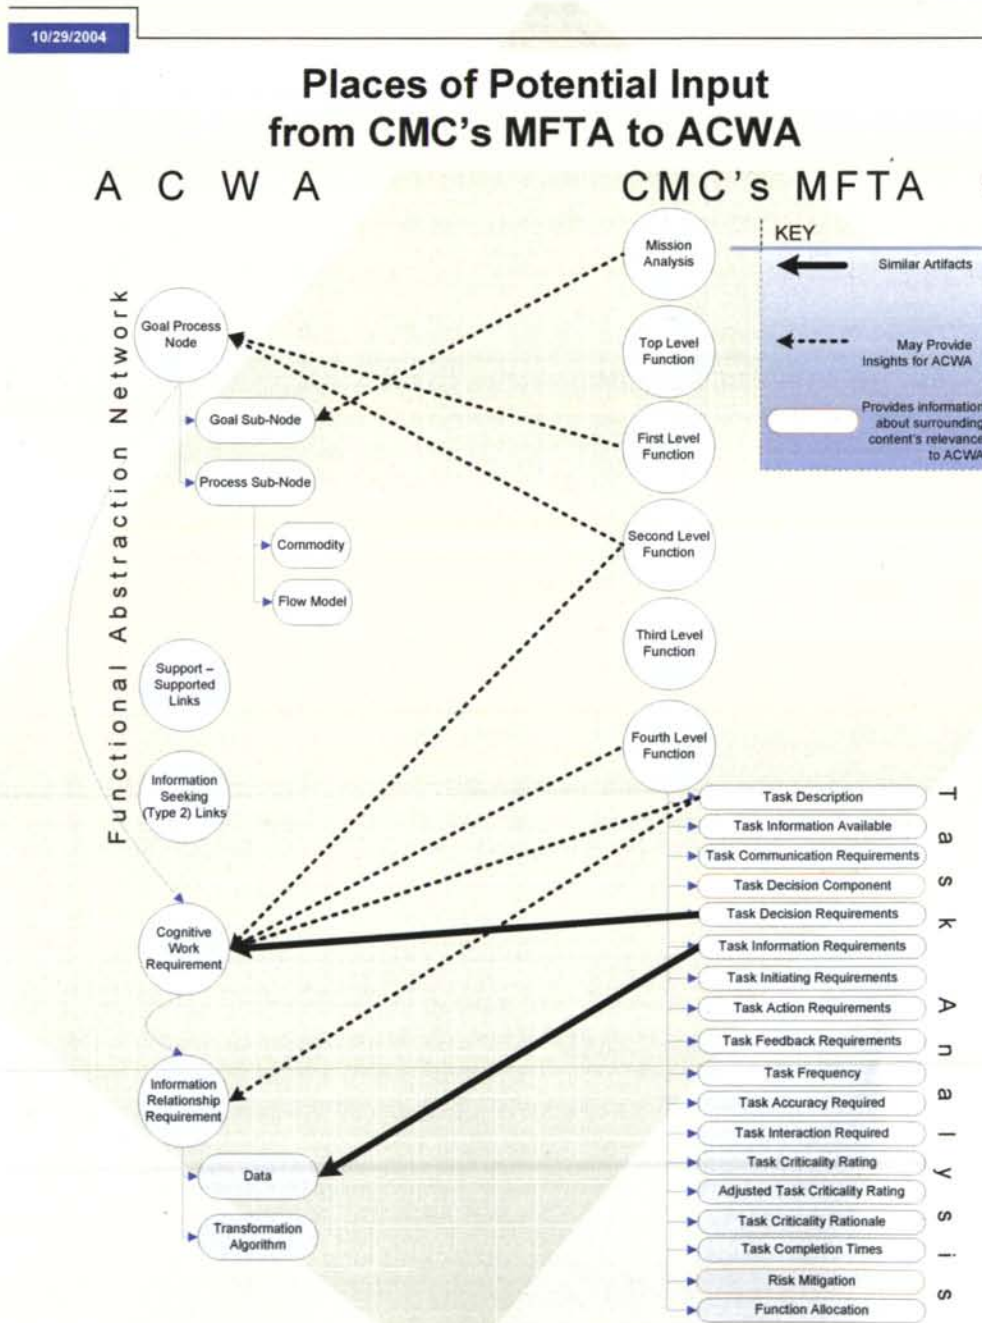 10/29/2004
Places of Potential Input
from CMC's MFTA to ACWA
A C W A
CMC's MFTA
KEY
Similar Artifacts
May Provide
Insights for ACWA
Provides information
about surrounding
content's relevance
to ACWA
Functional Abstraction Network
Goal Process
Node
Goal Sub-Node
Process Sub-Node
Commodity
Flow Model
Support –
Supported
Links
Information
Seeking
(Type 2) Links
Cognitive
Work
Requirement
Information
Relationship
Requirement
Data
Transformation
Algorithm
Mission
Analysis
Top Level
Function
First Level
Function
Second Level
Function
Third Level
Function
Fourth Level
Function
Task Analysis
Task Description
Task Information Available
Task Communication Requirements
Task Decision Component
Task Decision Requirements
Task Information Requirements
Task Initiating Requirements
Task Action Requirements
Task Feedback Requirements
Task Frequency
Task Accuracy Required
Task Interaction Required
Task Criticality Rating
Adjusted Task Criticality Rating
Task Criticality Rationale
Task Completion Times
Risk Mitigation
Function Allocation